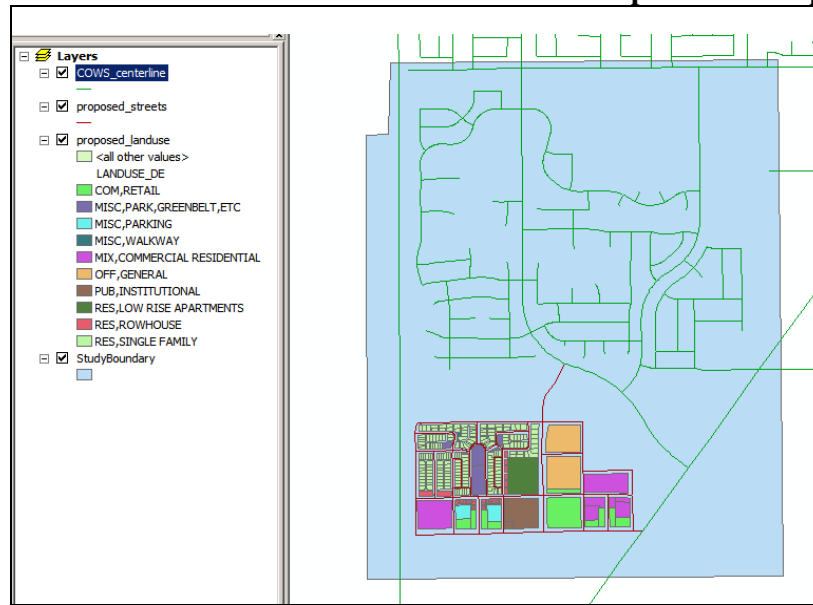 Layers
COWS_centerline
proposed_streets
proposed_landuse
<all other values>
LANDUSE_DE
COM,RETAIL
MISC,PARK,GREENBELT,ETC
MISC,PARKING
MISC,WALKWAY
MIX,COMMERCIAL RESIDENTIAL
OFF,GENERAL
PUB,INSTITUTIONAL
RES,LOW RISE APARTMENTS
RES,ROWHOUSE
RES,SINGLE FAMILY
StudyBoundary